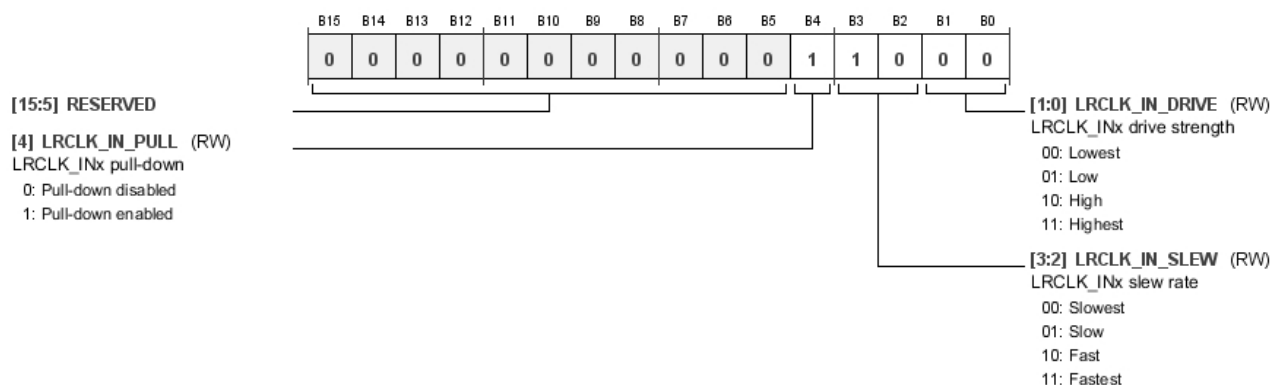 B15 B14 B13 B12 B11 B10 B9 B8 B7 B6 B5 B4 B3 B2 B1 B0
0 0 0 0 0 0 0 0 0 0 0 1 1 0 0 0
[15:5] RESERVED
[4] LRCLK_IN_PULL (RW)
LRCLK_INx pull-down
0: Pull-down disabled
1: Pull-down enabled
[1:0] LRCLK_IN_DRIVE (RW)
LRCLK_INx drive strength
00: Lowest
01: Low
10: High
11: Highest
[3:2] LRCLK_IN_SLEW (RW)
LRCLK_INx slew rate
00: Slowest
01: Slow
10: Fast
11: Fastest